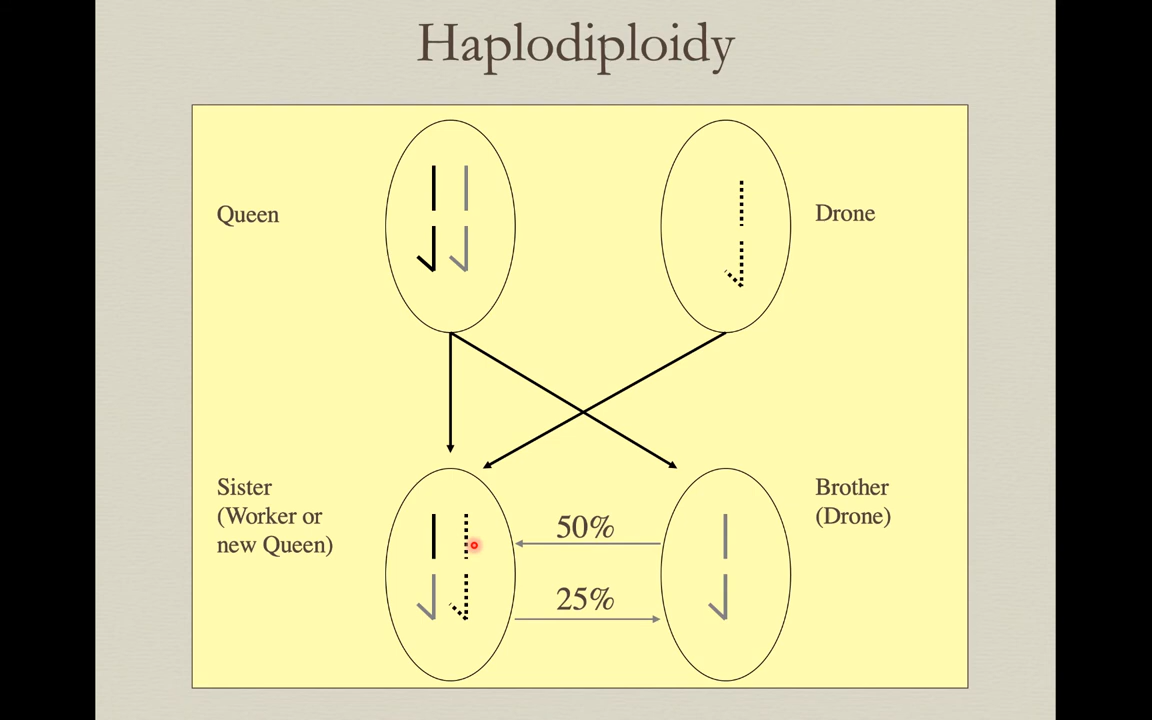 Haplodiploidy
Queen
Drone
Sister
(Worker or
new Queen)
50%
25%
Brother
(Drone)